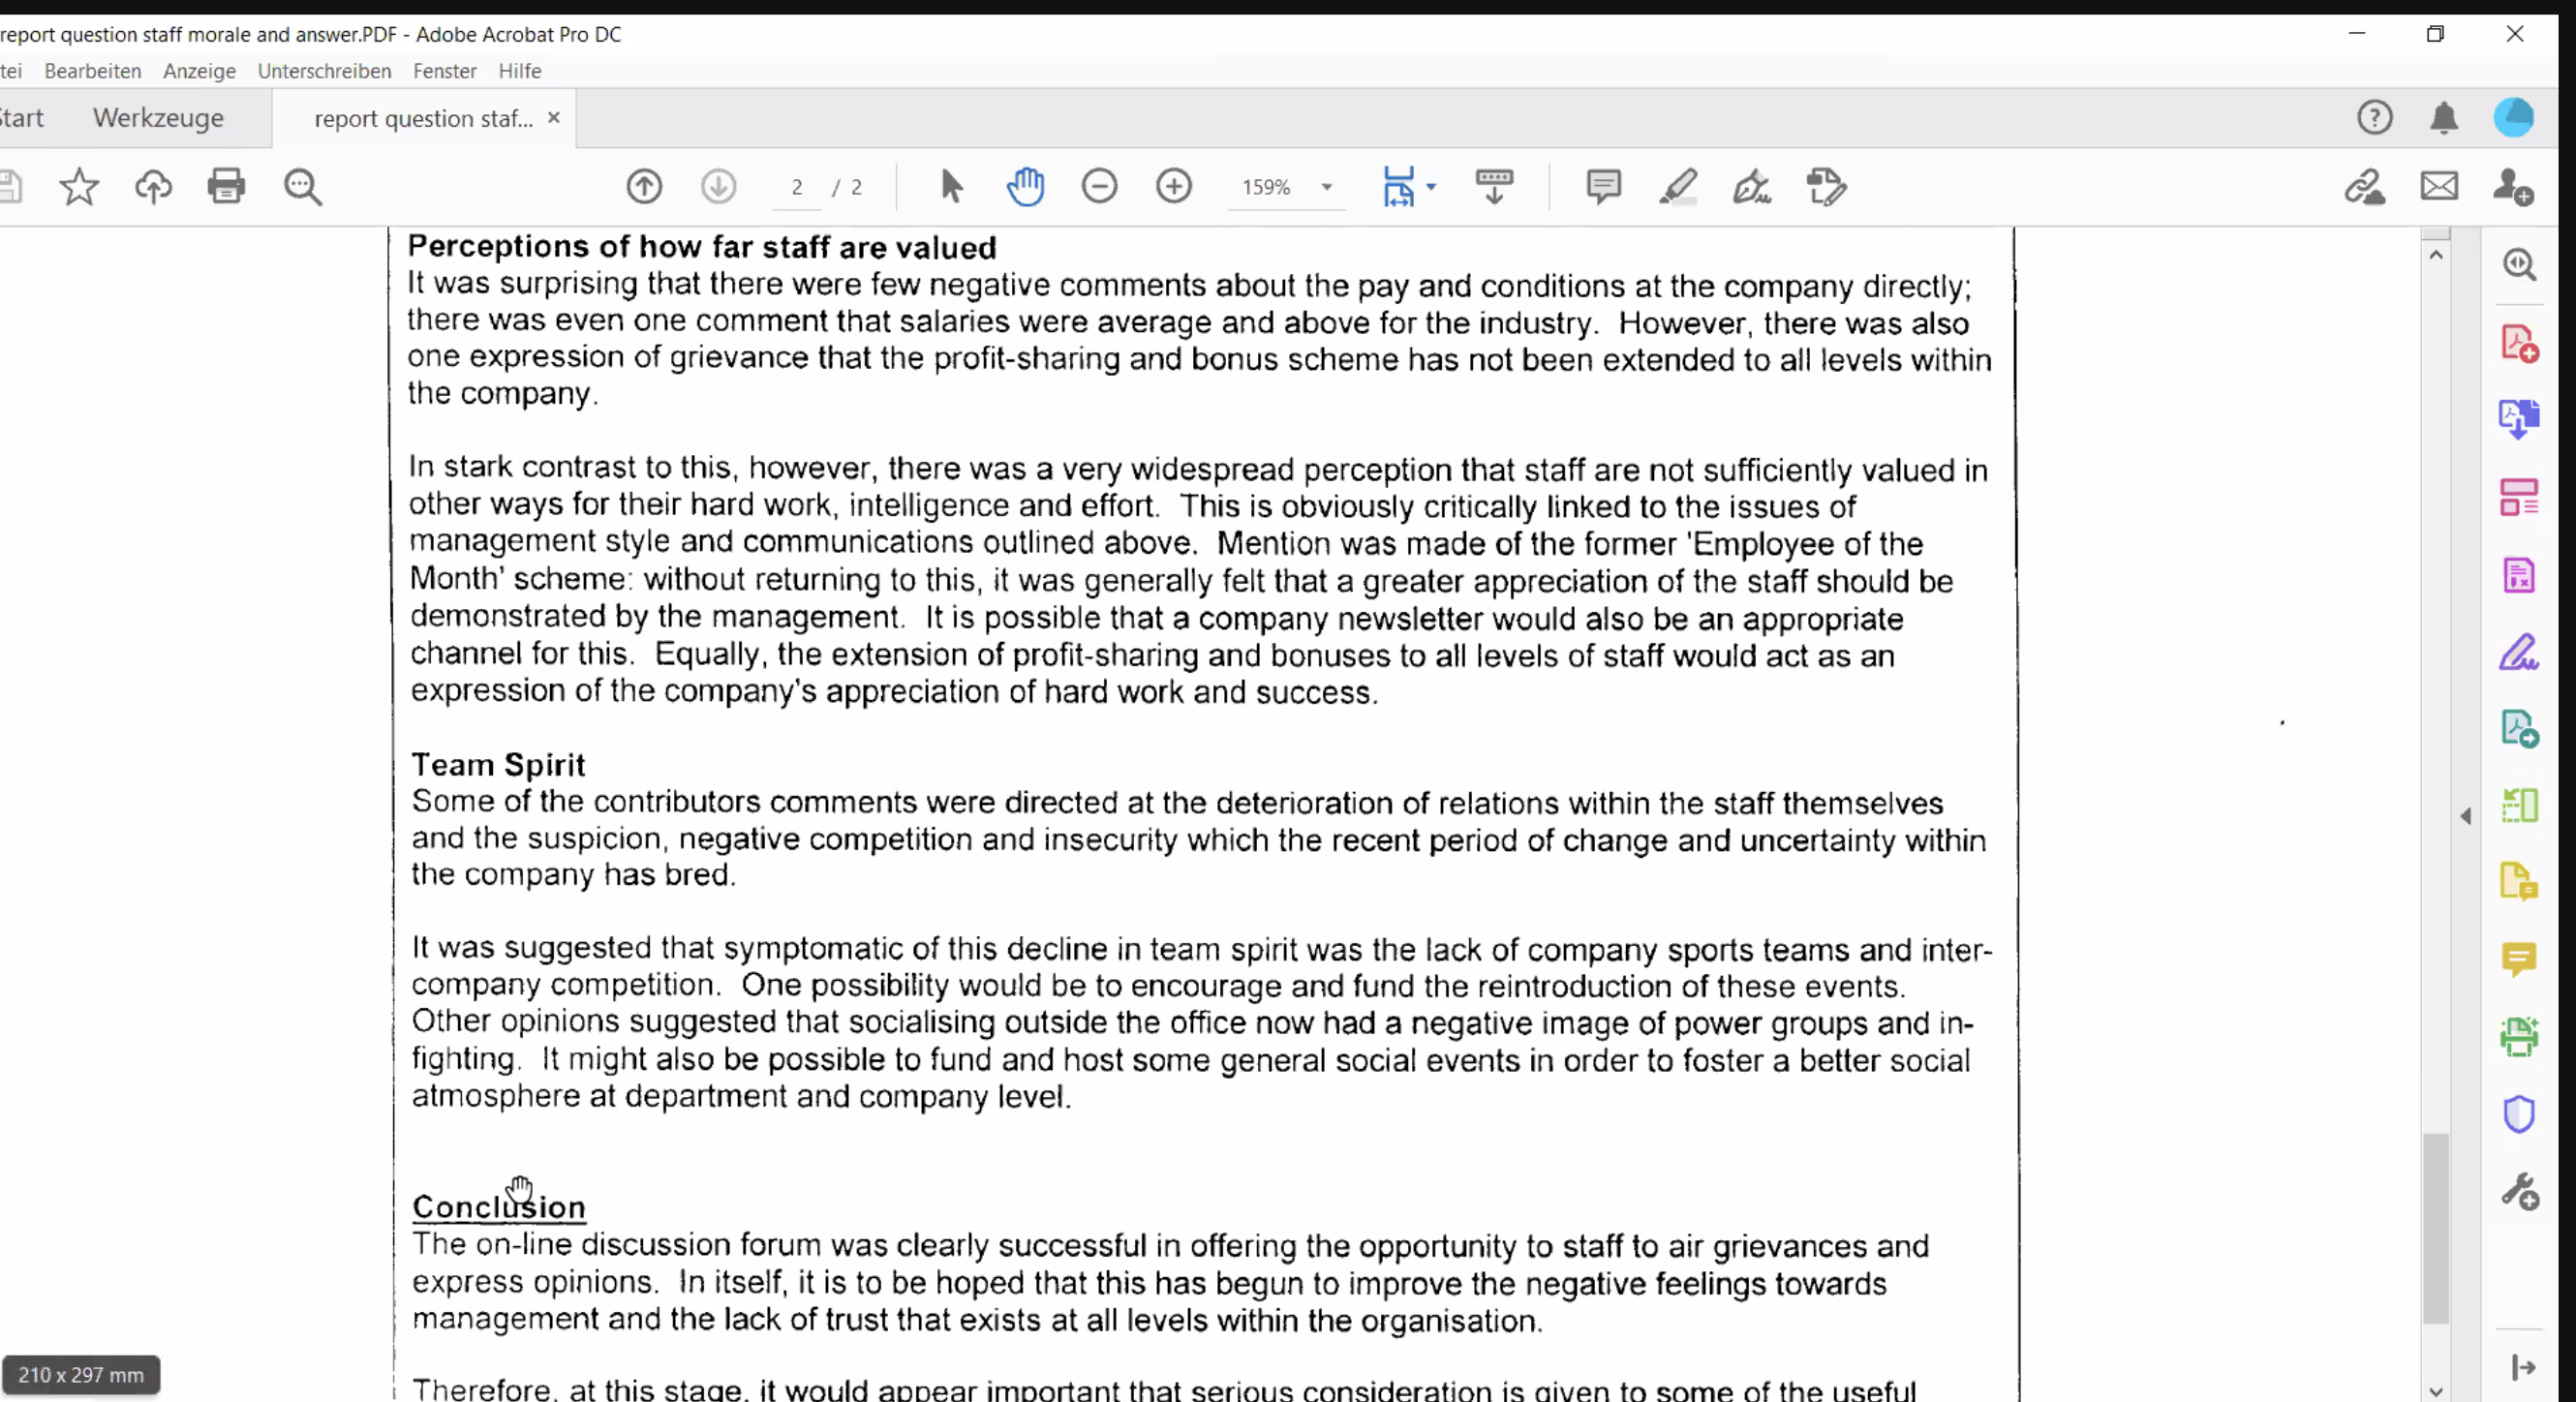 report question staff morale and answer.PDF - Adobe Acrobat Pro DC
tei Bearbeiten Anzeige Unterschreiben Fenster Hilfe
Start Werkzeuge report question staf... ×
2 / 2 159%
Perceptions of how far staff are valued
It was surprising that there were few negative comments about the pay and conditions at the company directly;
there was even one comment that salaries were average and above for the industry. However, there was also
one expression of grievance that the profit-sharing and bonus scheme has not been extended to all levels within
the company.
In stark contrast to this, however, there was a very widespread perception that staff are not sufficiently valued in
other ways for their hard work, intelligence and effort. This is obviously critically linked to the issues of
management style and communications outlined above. Mention was made of the former 'Employee of the
Month' scheme: without returning to this, it was generally felt that a greater appreciation of the staff should be
demonstrated by the management. It is possible that a company newsletter would also be an appropriate
channel for this. Equally, the extension of profit-sharing and bonuses to all levels of staff would act as an
expression of the company's appreciation of hard work and success.
Team Spirit
Some of the contributors comments were directed at the deterioration of relations within the staff themselves
and the suspicion, negative competition and insecurity which the recent period of change and uncertainty within
the company has bred.
It was suggested that symptomatic of this decline in team spirit was the lack of company sports teams and inter-
company competition. One possibility would be to encourage and fund the reintroduction of these events.
Other opinions suggested that socialising outside the office now had a negative image of power groups and in-
fighting. It might also be possible to fund and host some general social events in order to foster a better social
atmosphere at department and company level.
Conclusion
The on-line discussion forum was clearly successful in offering the opportunity to staff to air grievances and
express opinions. In itself, it is to be hoped that this has begun to improve the negative feelings towards
management and the lack of trust that exists at all levels within the organisation.
210 x 297 mm
Therefore, at this stage, it would appear important that serious consideration is given to some of the useful